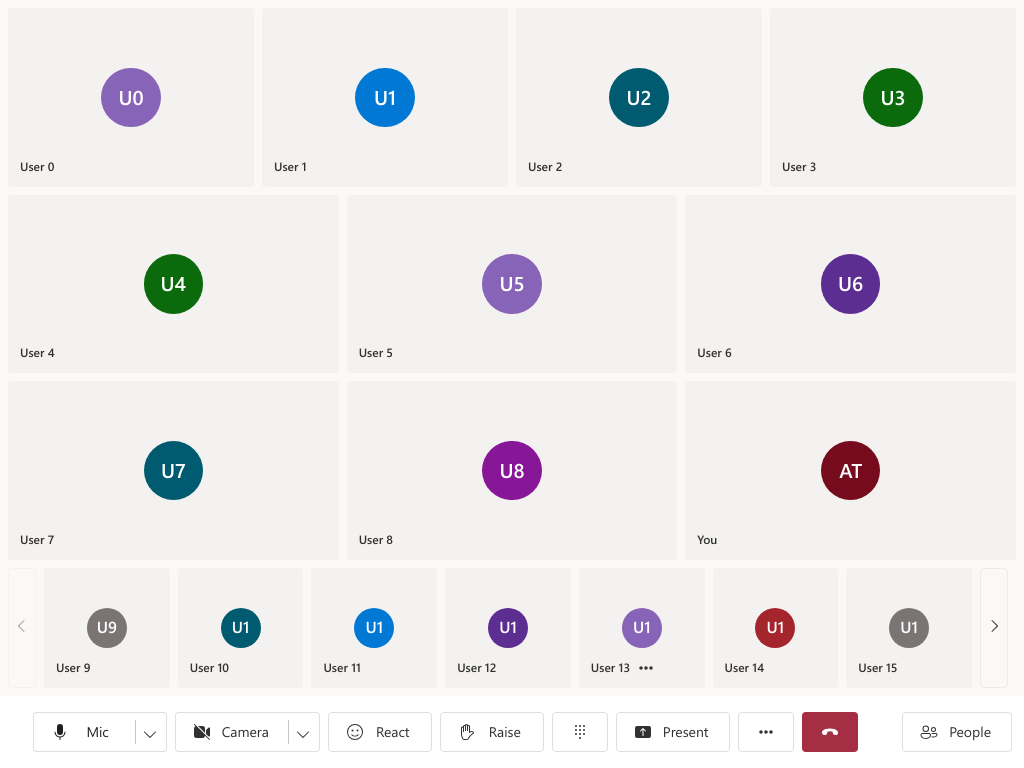 U0
User 0
U1
User 1
U2
User 2
U3
User 3
U4
User 4
U5
User 5
U6
User 6
U7
User 7
U8
User 8
AT
You
U9
User 9
U1
User 10
U1
User 11
U1
User 12
U1
User 13
U1
User 14
U1
User 15
Mic
Camera
React
Raise
Present
People